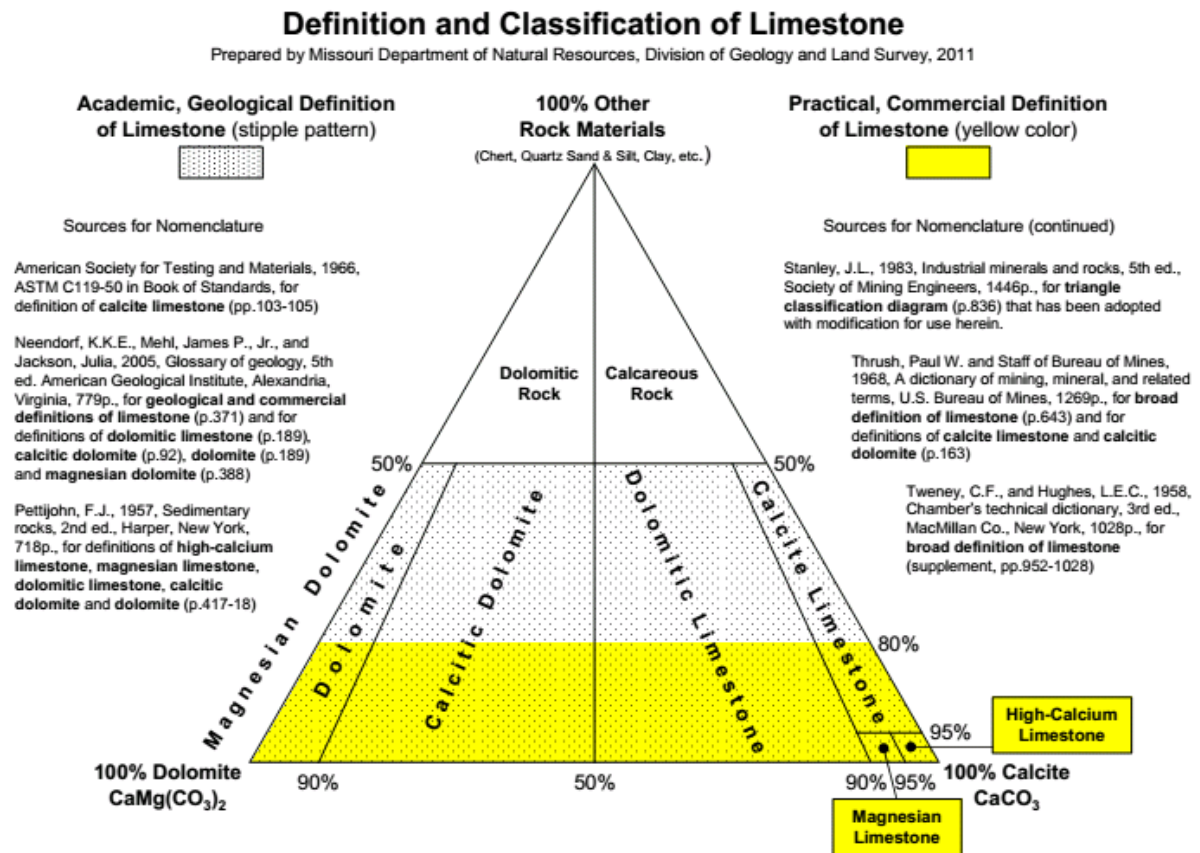 Definition and Classification of Limestone
Prepared by Missouri Department of Natural Resources, Division of Geology and Land Survey, 2011
Academic, Geological Definition
of Limestone (stipple pattern)
100% Other
Rock Materials
(Chert, Quartz Sand & Silt, Clay, etc.)
Practical, Commercial Definition
of Limestone (yellow color)
Sources for Nomenclature
American Society for Testing and Materials, 1966,
ASTM C119-50 in Book of Standards, for
definition of calcite limestone (pp.103-105)
Neendorf, K.K.E., Mehl, James P., Jr., and
Jackson, Julia, 2005, Glossary of geology, 5th
ed. American Geological Institute, Alexandria,
Virginia, 779p., for geological and commercial
definitions of limestone (p.371) and for
definitions of dolomitic limestone (p.189),
calcitic dolomite (p.92), dolomite (p.189)
and magnesian dolomite (p.388)
Pettijohn, F.J., 1957, Sedimentary
rocks, 2nd ed., Harper, New York,
718p., for definitions of high-calcium
limestone, magnesian limestone,
dolomitic limestone, calcitic
dolomite and dolomite (p.417-18)
Sources for Nomenclature (continued)
Stanley, J.L., 1983, Industrial minerals and rocks, 5th ed.,
Society of Mining Engineers, 1446p., for triangle
classification diagram (p.836) that has been adopted
with modification for use herein.
Thrush, Paul W. and Staff of Bureau of Mines,
1968, A dictionary of mining, mineral, and related
terms, U.S. Bureau of Mines, 1269p., for broad
definition of limestone (p.643) and for
definitions of calcite limestone and calcitic
dolomite (p.163)
Tweney, C.F., and Hughes, L.E.C., 1958,
Chamber's technical dictionary, 3rd ed.,
MacMillan Co., New York, 1028p., for
broad definition of limestone
(supplement, pp.952-1028)
Dolomitic
Rock
Calcareous
Rock
50%
50%
Magnesian Dolomite
Dolomite
Calcitic Dolomite
Dolomitic Limestone
Calcite Limestone
80%
95%
High-Calcium
Limestone
100% Dolomite
CaMg(CO₃)₂
90%
50%
90%
95%
100% Calcite
CaCO₃
Magnesian
Limestone